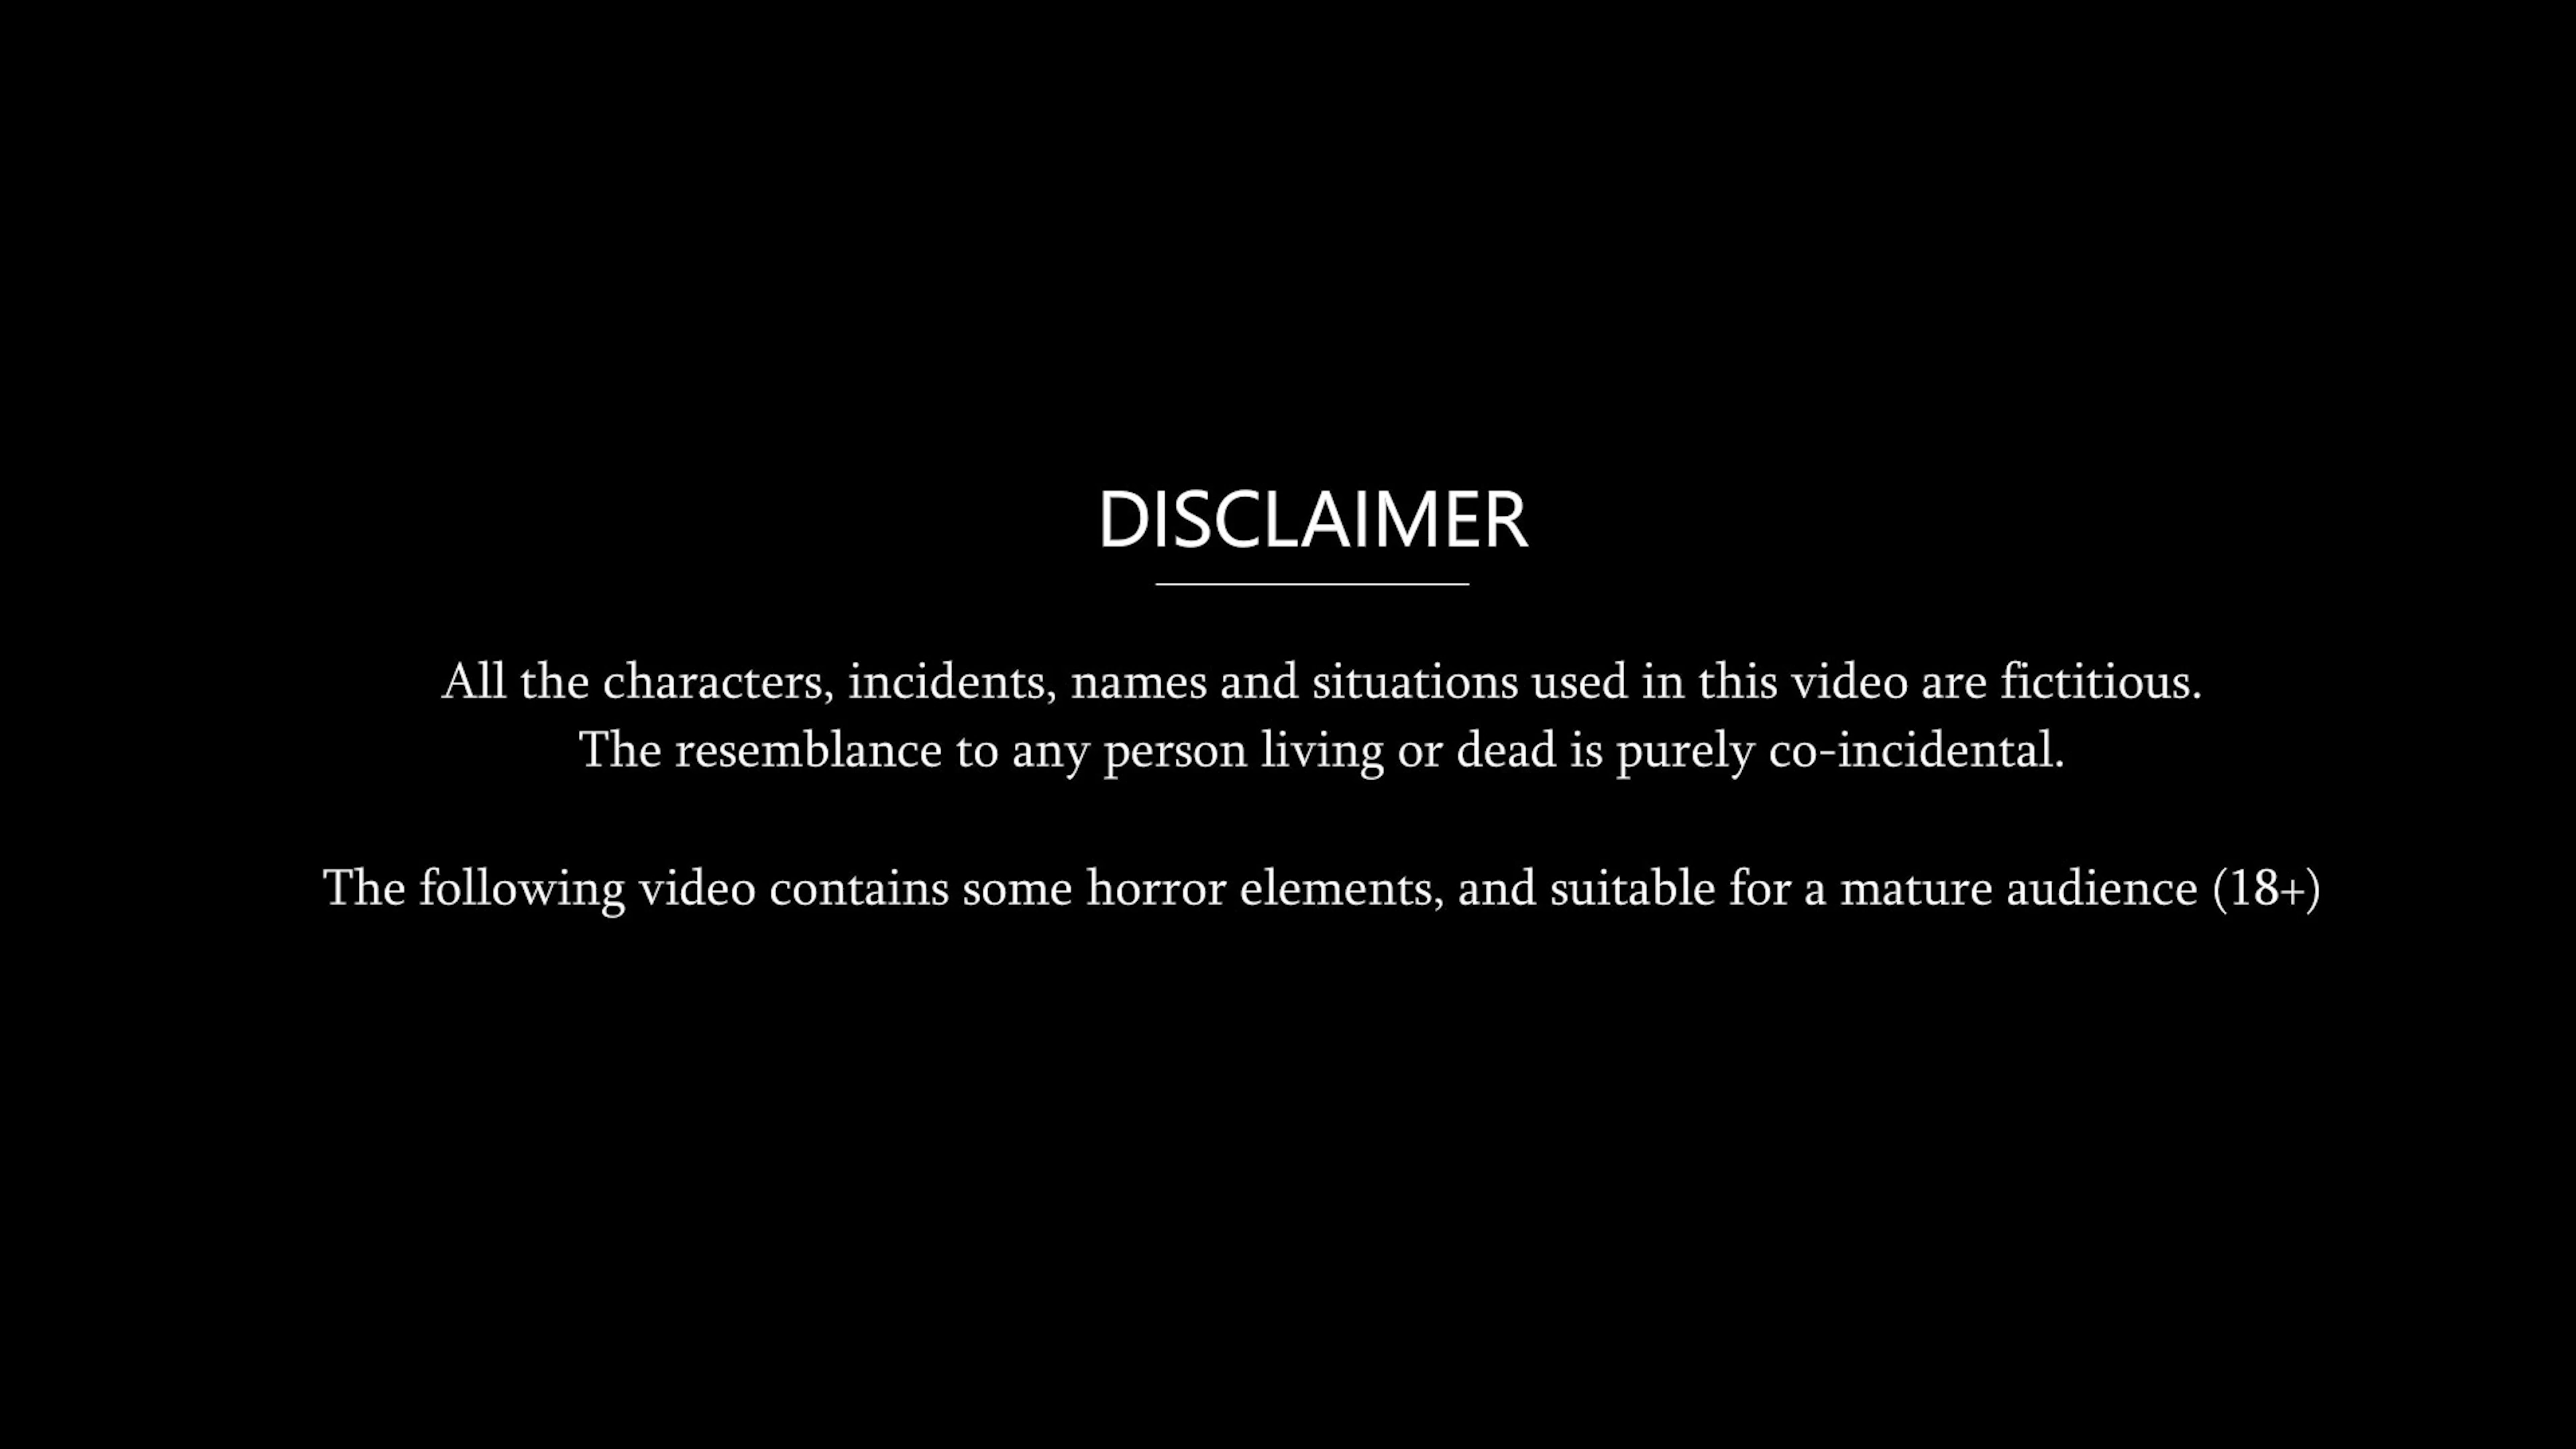 DISCLAIMER
All the characters, incidents, names and situations used in this video are fictitious.
The resemblance to any person living or dead is purely co-incidental.
The following video contains some horror elements, and suitable for a mature audience (18+)